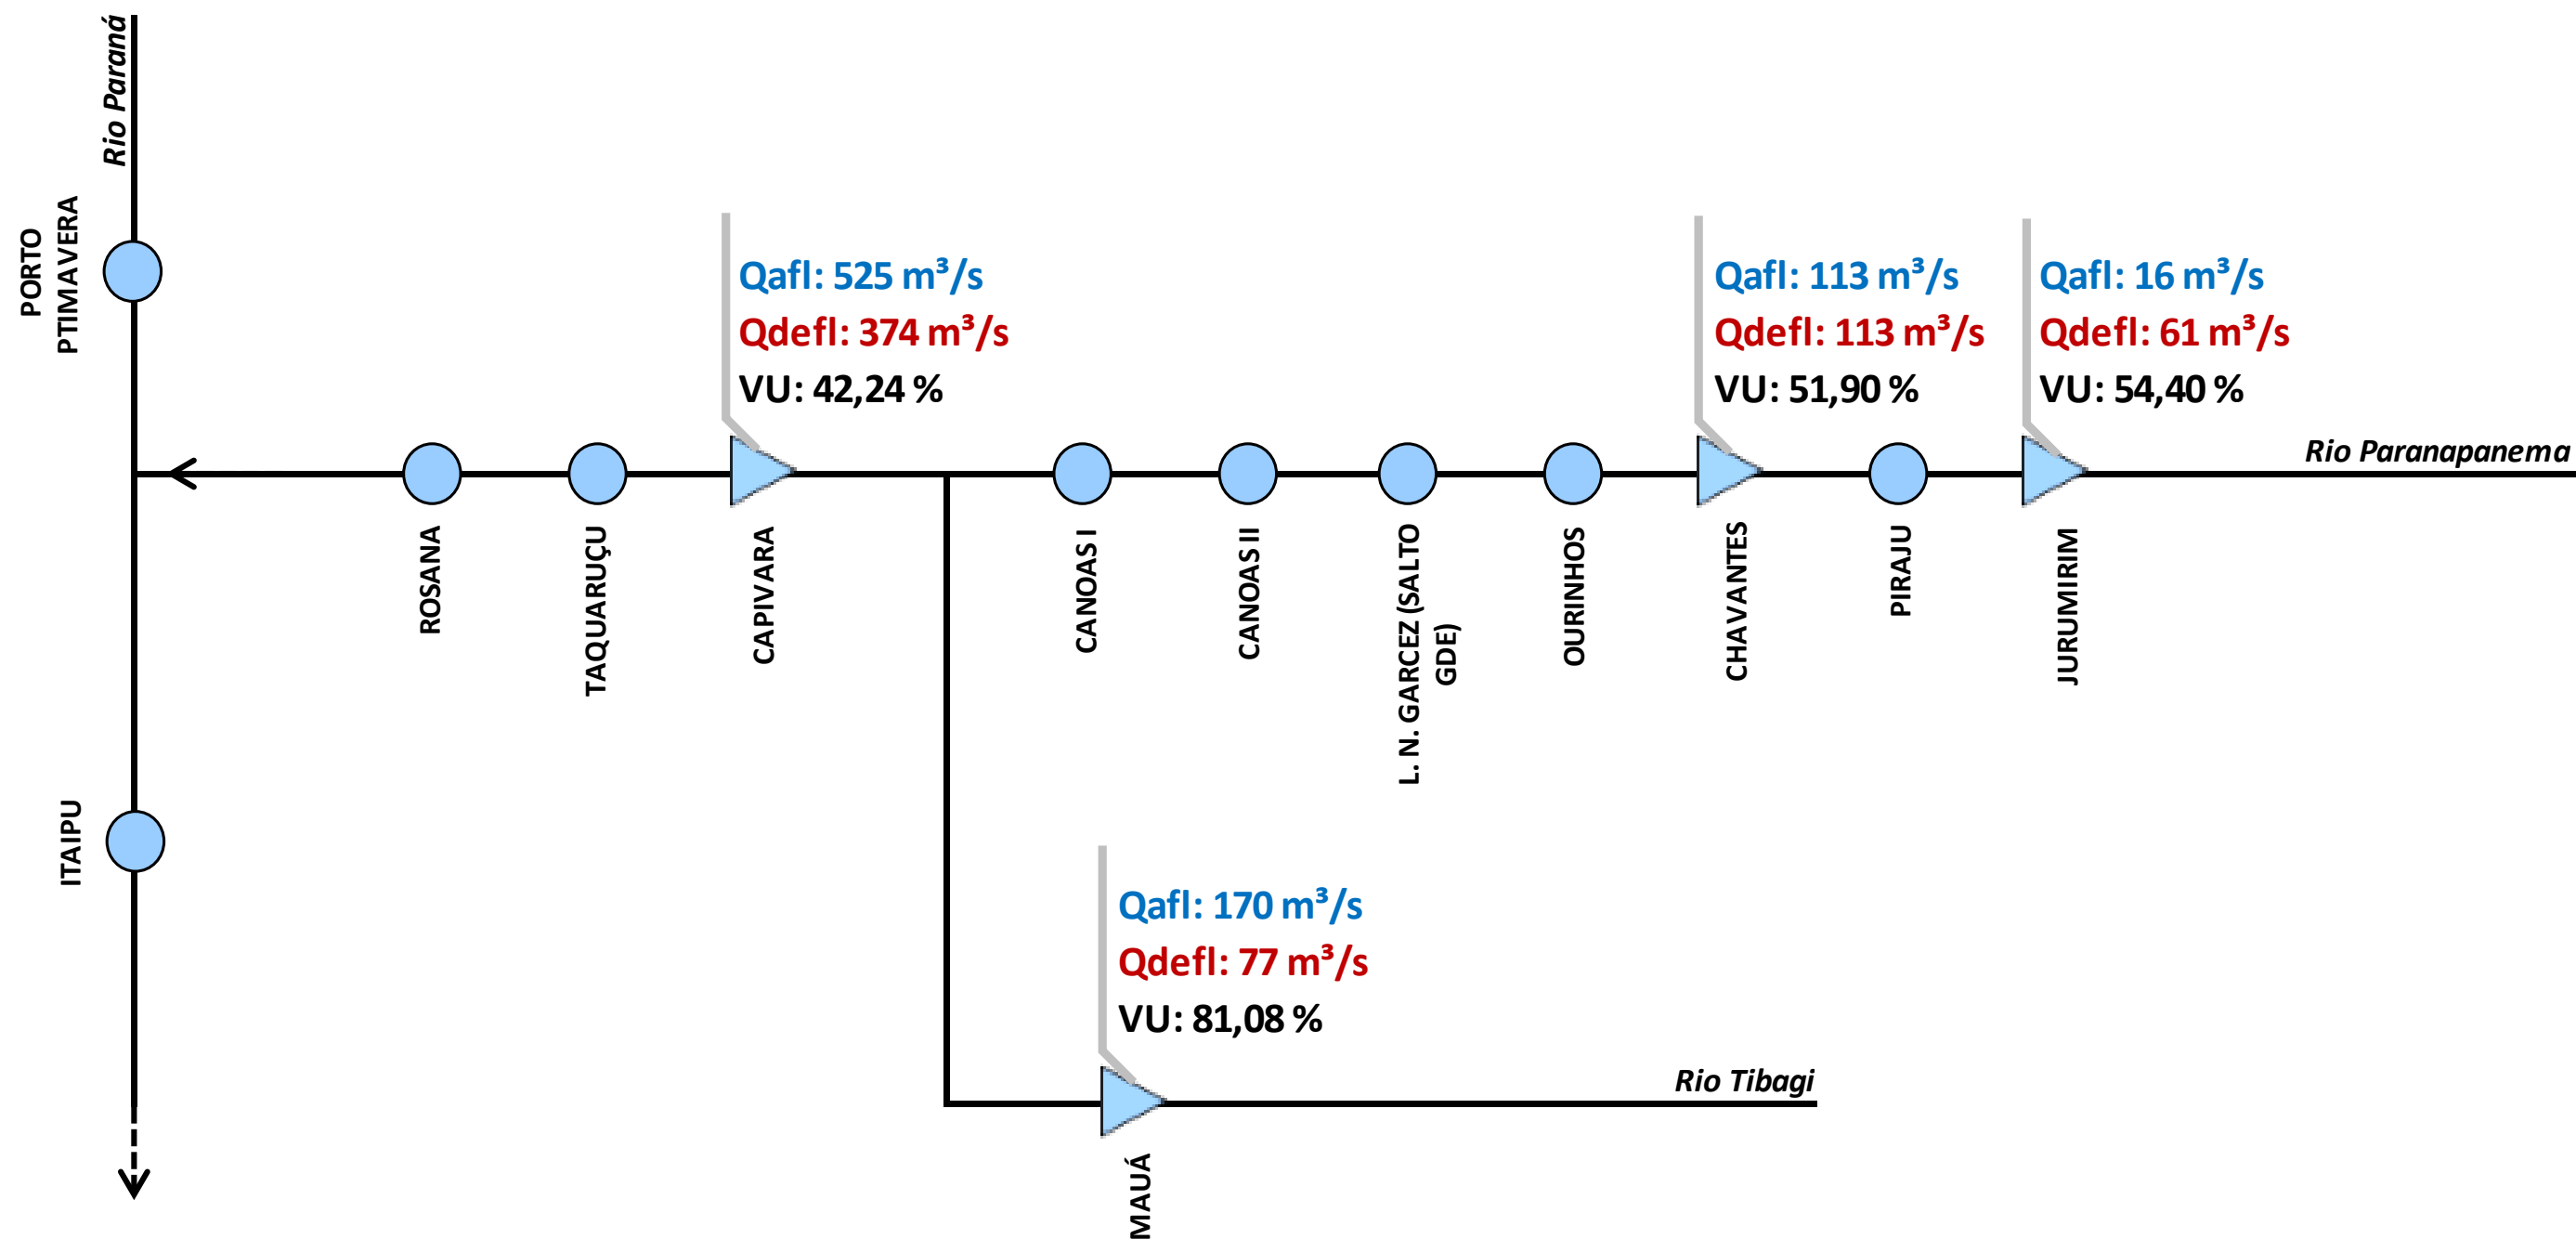 Rio Paraná
PORTO
PTIMAVERA
Qafl: 525 m³/s
Qdefl: 374 m³/s
VU: 42,24 %
Qafl: 113 m³/s
Qdefl: 113 m³/s
VU: 51,90 %
Qafl: 16 m³/s
Qdefl: 61 m³/s
VU: 54,40 %
Rio Paranapanema
ROSANA
TAQUARUÇU
CAPIVARA
CANOAS I
CANOAS II
L. N. GARCEZ (SALTO
GDE)
OURINHOS
CHAVANTES
PIRAJU
JURUMIRIM
ITAIPU
Qafl: 170 m³/s
Qdefl: 77 m³/s
VU: 81,08 %
Rio Tibagi
MAUÁ